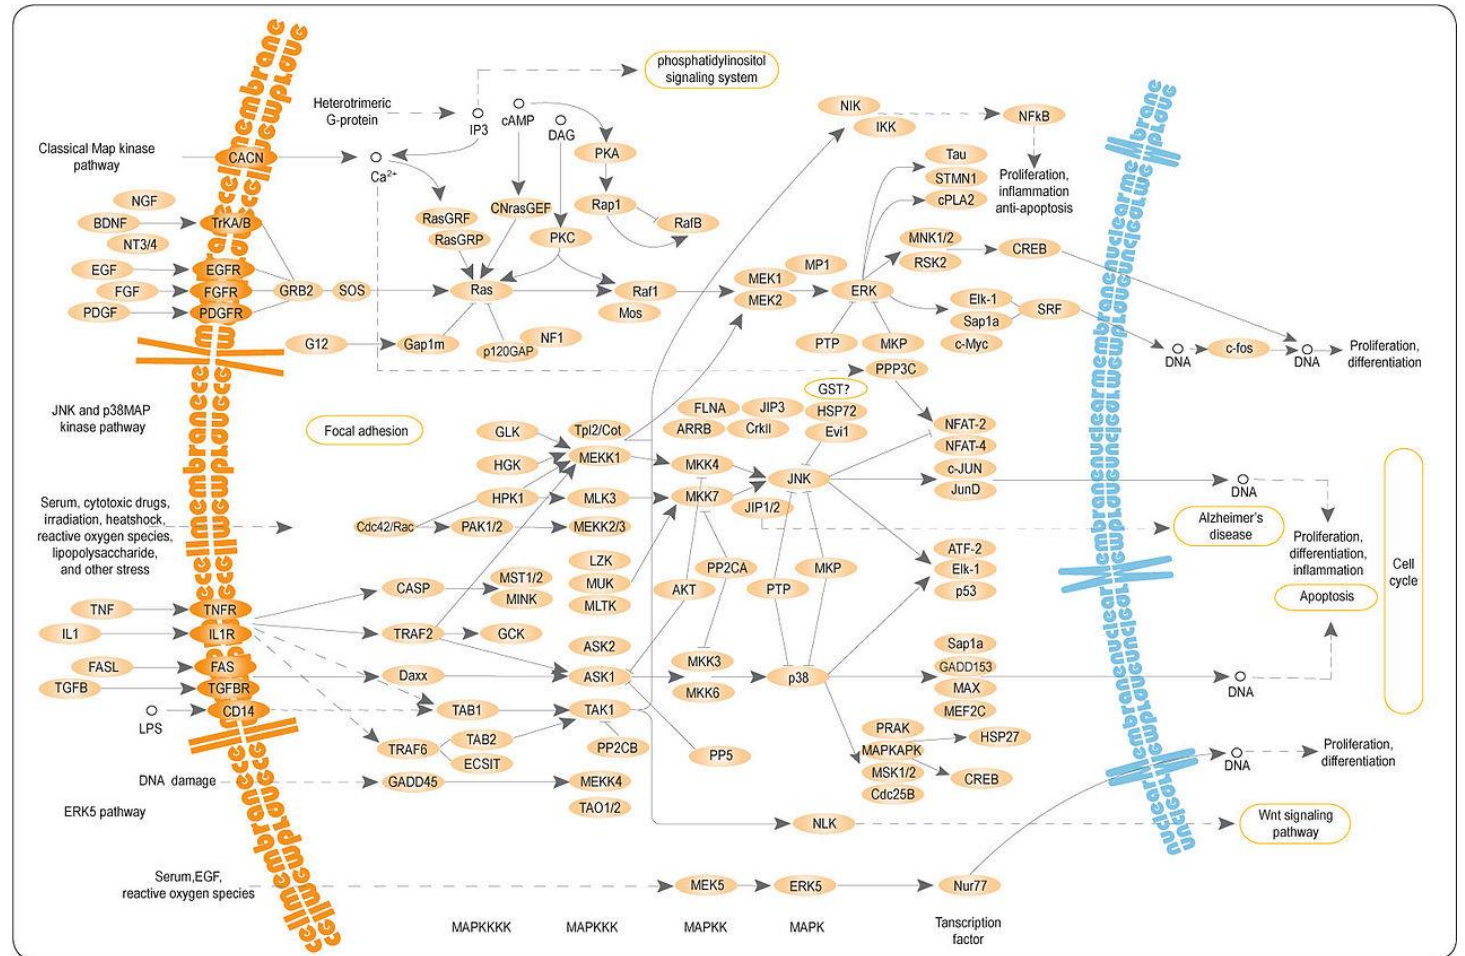 cell membrane
phosphatidylinositol
signaling system
Heterotrimeric
G-protein
IP3
cAMP
DAG
NIK
IKK
NFkB
Classical Map kinase
pathway
CACN
Ca2+
PKA
Tau
STMN1
cPLA2
Proliferation,
inflammation
anti-apoptosis
NGF
BDNF
NT3/4
TrKA/B
RasGRF
RasGRP
CNrasGEF
Rap1
RafB
PKC
MNK1/2
RSK2
CREB
EGF
FGF
PDGF
EGFR
FGFR
PDGFR
GRB2
SOS
Ras
Raf1
Mos
MEK1
MEK2
MP1
ERK
Elk-1
Sap1a
c-Myc
SRF
G12
Gap1m
p120GAP
NF1
PTP
MKP
PPP3C
DNA
c-fos
DNA
Proliferation,
differentiation
JNK and p38MAP
kinase pathway
Focal adhesion
GST?
FLNA
JIP3
HSP72
ARRB
CrkII
Evi1
NFAT-2
NFAT-4
c-JUN
JunD
GLK
HGK
HPK1
Tpl2/Cot
MEKK1
MLK3
MEKK2/3
MKK4
MKK7
JNK
JIP1/2
DNA
Serum, cytotoxic drugs,
irradiation, heatshock,
reactive oxygen species,
lipopolysaccharide,
and other stress
Cdc42/Rac
PAK1/2
Alzheimer's
disease
Proliferation,
differentiation,
inflammation
Cell
cycle
Apoptosis
LZK
MUK
MLTK
PP2CA
AKT
PTP
MKP
ATF-2
Elk-1
p53
CASP
MST1/2
MINK
TNF
IL1
FASL
TGFB
LPS
TNFR
IL1R
FAS
TGFBR
CD14
TRAF2
GCK
Daxx
ASK2
ASK1
MKK3
MKK6
p38
Sap1a
GADD153
MAX
MEF2C
DNA
TAB1
TAK1
TRAF6
TAB2
ECSIT
PP2CB
PP5
PRAK
MAPKAPK
MSK1/2
Cdc25B
HSP27
CREB
DNA
Proliferation,
differentiation
DNA damage
GADD45
MEKK4
TAO1/2
ERK5 pathway
NLK
Wnt signaling
pathway
Serum,EGF,
reactive oxygen species
MEK5
ERK5
Nur77
MAPKKKK
MAPKKK
MAPKK
MAPK
Tanscription
factor